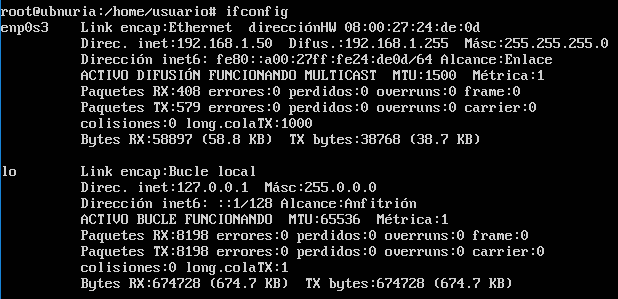 root@ubnuria:/home/usuario# ifconfig
enp0s3    Link encap:Ethernet  direcciónHW 08:00:27:24:de:0d
          Direc. inet:192.168.1.50  Difus.:192.168.1.255  Másc:255.255.255.0
          Dirección inet6: fe80::a00:27ff:fe24:de0d/64 Alcance:Enlace
          ACTIVO DIFUSIÓN FUNCIONANDO MULTICAST  MTU:1500  Métrica:1
          Paquetes RX:408 errores:0 perdidos:0 overruns:0 frame:0
          Paquetes TX:579 errores:0 perdidos:0 overruns:0 carrier:0
          colisiones:0 long.colaTX:1000
          Bytes RX:58897 (58.8 KB)  TX bytes:38768 (38.7 KB)

lo        Link encap:Bucle local
          Direc. inet:127.0.0.1  Másc:255.0.0.0
          Dirección inet6: ::1/128 Alcance:Anfitrión
          ACTIVO BUCLE FUNCIONANDO  MTU:65536  Métrica:1
          Paquetes RX:8198 errores:0 perdidos:0 overruns:0 frame:0
          Paquetes TX:8198 errores:0 perdidos:0 overruns:0 carrier:0
          colisiones:0 long.colaTX:1
          Bytes RX:674728 (674.7 KB)  TX bytes:674728 (674.7 KB)